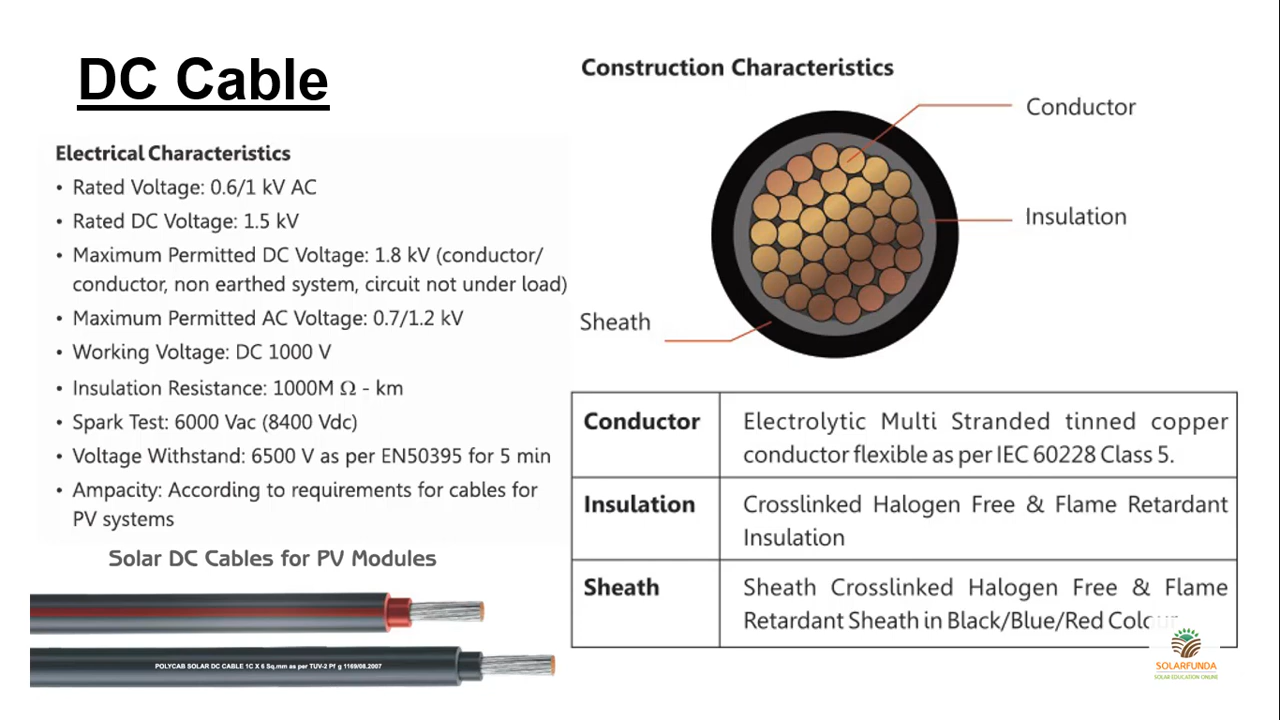 DC Cable
Electrical Characteristics
• Rated Voltage: 0.6/1 kV AC
• Rated DC Voltage: 1.5 kV
• Maximum Permitted DC Voltage: 1.8 kV (conductor/
conductor, non earthed system, circuit not under load)
• Maximum Permitted AC Voltage: 0.7/1.2 kV
• Working Voltage: DC 1000 V
• Insulation Resistance: 1000M Ω - km
• Spark Test: 6000 Vac (8400 Vdc)
• Voltage Withstand: 6500 V as per EN50395 for 5 min
• Ampacity: According to requirements for cables for
PV systems
Solar DC Cables for PV Modules
POLYCAB SOLAR DC CABLE 1C X 6 Sq.mm as per TUV-2 Pf g 1169/08.2007
Construction Characteristics
Conductor
Insulation
Sheath
Conductor
Electrolytic Multi Stranded tinned copper
conductor flexible as per IEC 60228 Class 5.
Insulation
Crosslinked Halogen Free & Flame Retardant
Insulation
Sheath
Sheath Crosslinked Halogen Free & Flame
Retardant Sheath in Black/Blue/Red Colour
SOLARFUNDA
SOLAR EDUCATION ONLINE